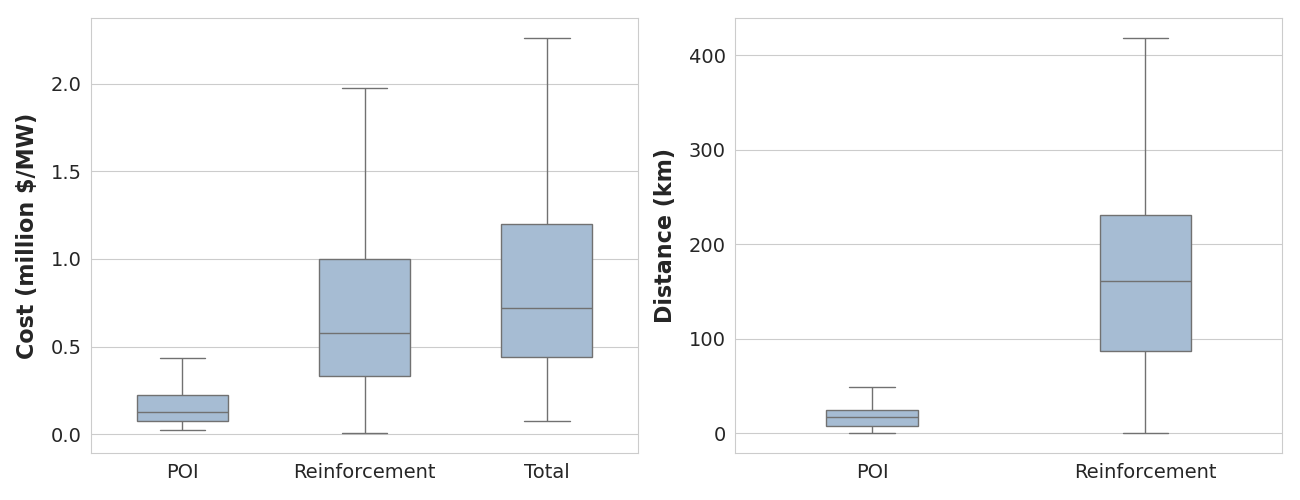 Cost (million $/MW)
2.0
1.5
1.0
0.5
0.0
POI
Reinforcement
Total
Distance (km)
400
300
200
100
0
POI
Reinforcement